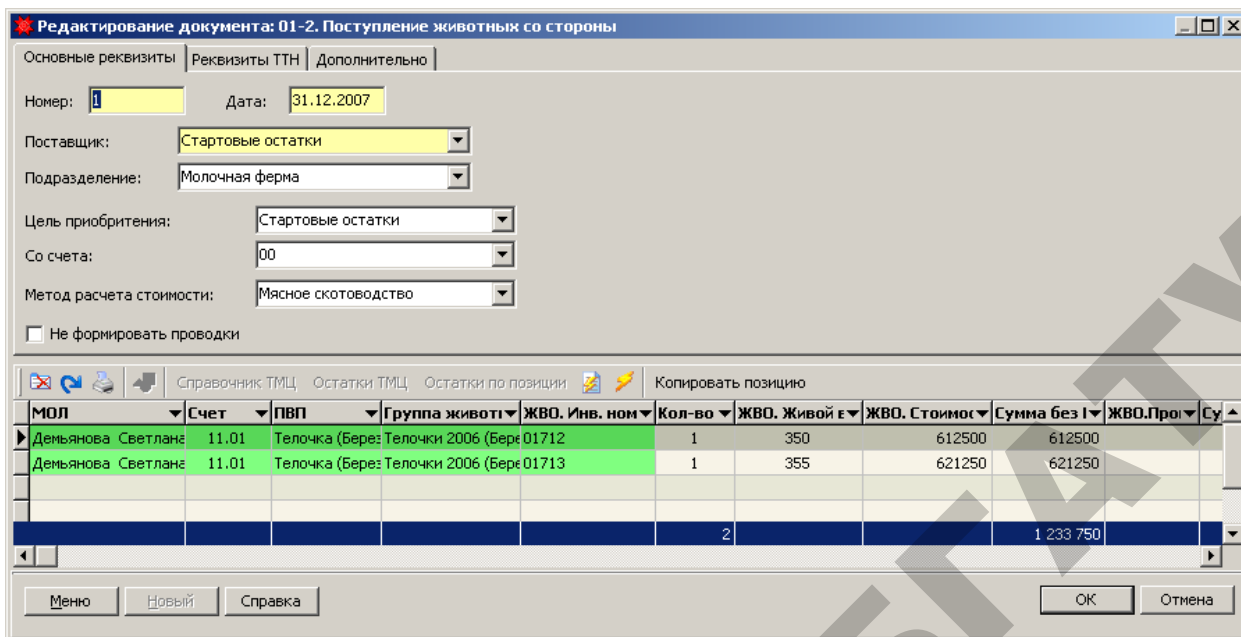 Редактирование документа: 01-2. Поступление животных со стороны
Основные реквизиты Реквизиты ТТН Дополнительно
Номер: 1 Дата: 31.12.2007
Поставщик: Стартовые остатки
Подразделение: Молочная ферма
Цель приобритения: Стартовые остатки
Со счета: 00
Метод расчета стоимости: Мясное скотоводство
Не формировать проводки
Справочник ТМЦ Остатки ТМЦ Остатки по позиции Копировать позицию
МОЛ Счет ПВП Группа животі ЖВО. Инв. ном Кол-во ЖВО. Живой в ЖВО. Стоимос Сумма без ЖВО.Про Су
Демьянова Светлана 11.01 Телочка (Берез Телочки 2006 (Бере 01712 1 350 612500 612500
Демьянова Светлана 11.01 Телочка (Берез Телочки 2006 (Бере 01713 1 355 621250 621250
2 1 233 750
Меню Новый Справка OK Отмена
БГАТУ